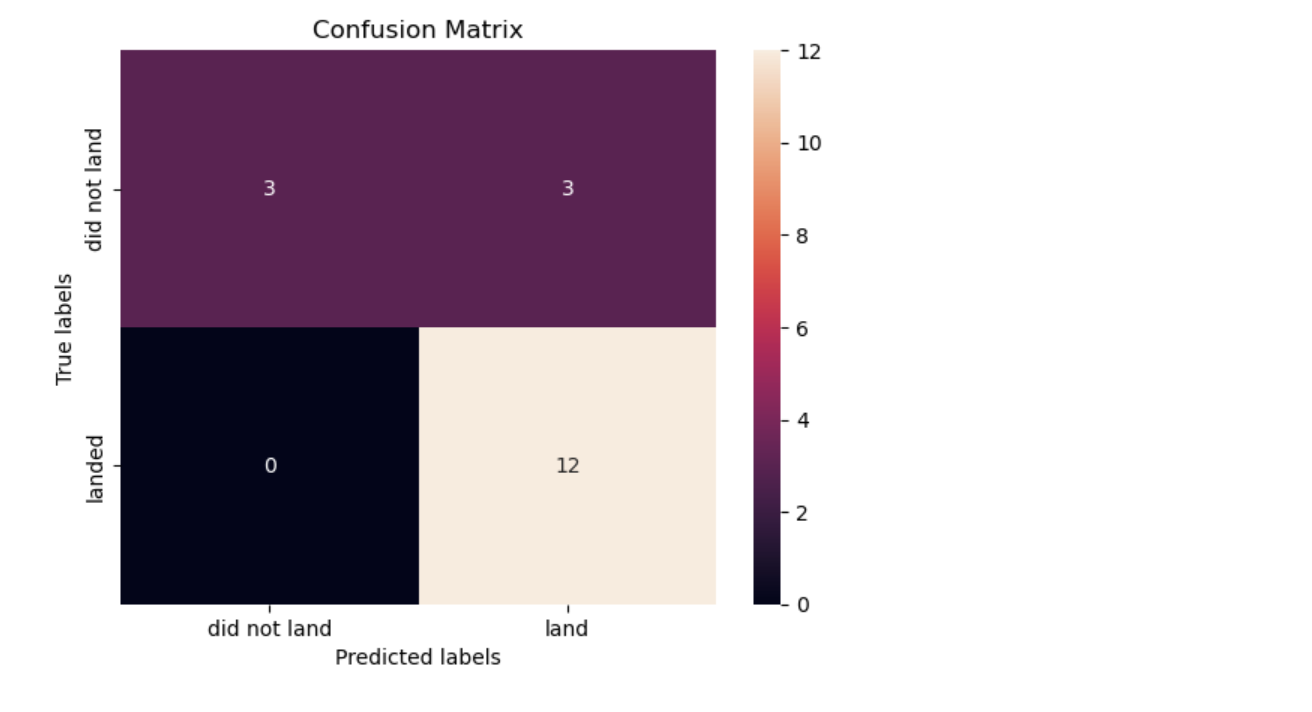 Confusion Matrix
True labels
did not land
landed
3 3
0 12
did not land land
Predicted labels
12
10
8
6
4
2
0